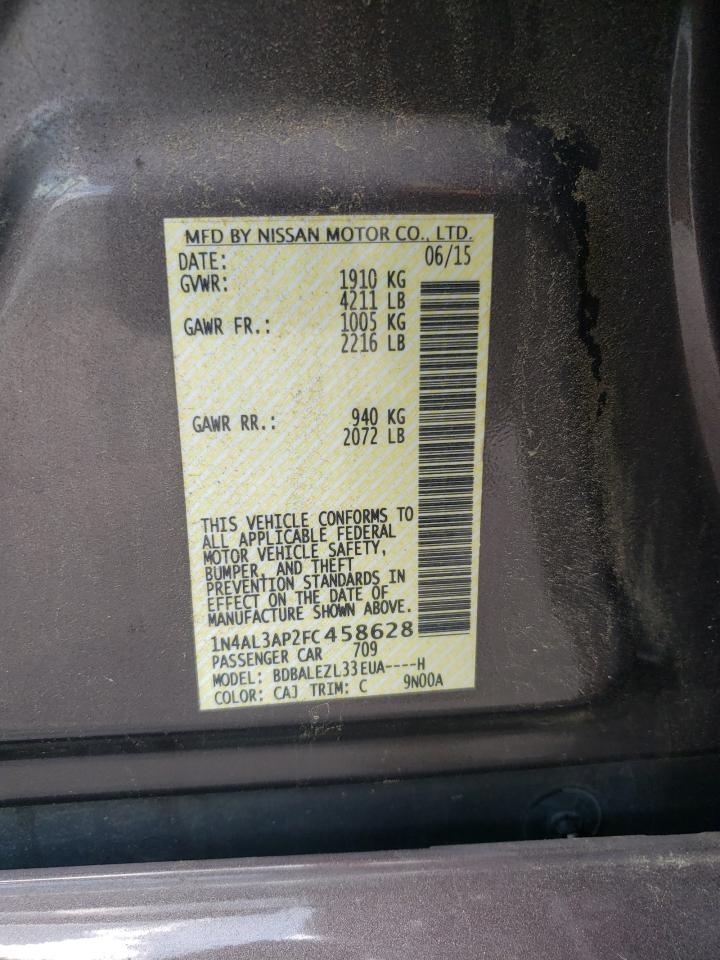 MFD BY NISSAN MOTOR CO., LTD.
DATE: 06/15
GVWR: 1910 KG
4211 LB
GAWR FR.: 1005 KG
2216 LB
GAWR RR.: 940 KG
2072 LB
THIS VEHICLE CONFORMS TO
ALL APPLICABLE FEDERAL
MOTOR VEHICLE SAFETY,
BUMPER, AND THEFT
PREVENTION STANDARDS IN
EFFECT ON THE DATE OF
MANUFACTURE SHOWN ABOVE.
1N4AL3AP2FC458628
PASSENGER CAR 709
MODEL: BDBALEZL33EUA----H
COLOR: CAJ TRIM: C 9N00A